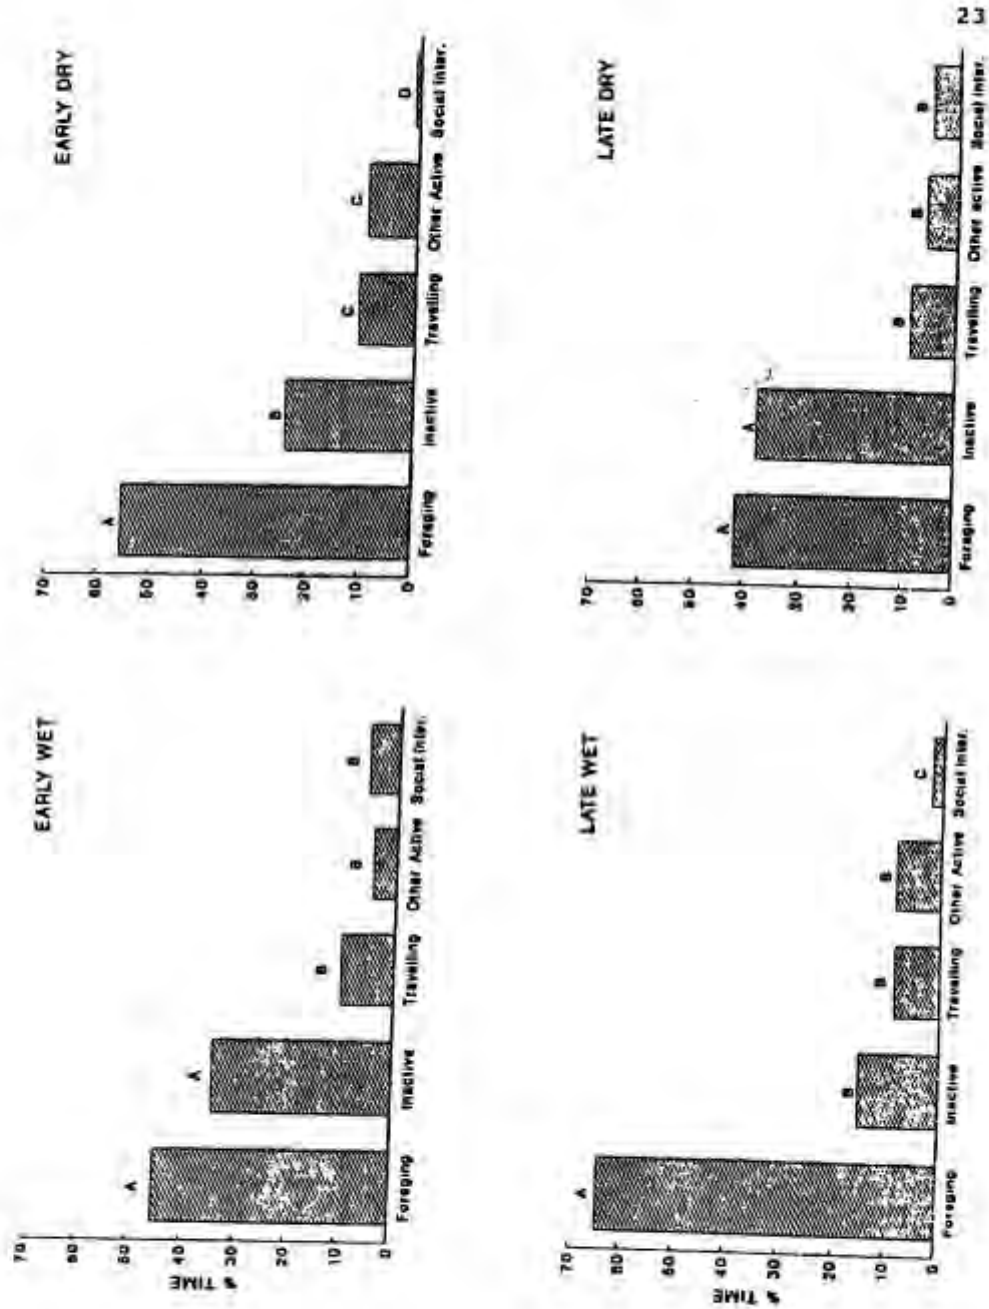 23
EARLY WET
% TIME
70
60
50
40
30
20
10
0
A
A
B
B
B
Foraging Inactive Travelling Other Active Social Inter.
EARLY DRY
70
60
50
40
30
20
10
0
A
B
C
C
D
Foraging Inactive Travelling Other Active Social Inter.
LATE WET
% TIME
70
60
50
40
30
20
10
0
A
B
B
B
C
Foraging Inactive Travelling Other Active Social Inter.
LATE DRY
70
60
50
40
30
20
10
0
A
A
B
B
B
Foraging Inactive Travelling Other active Social Inter.